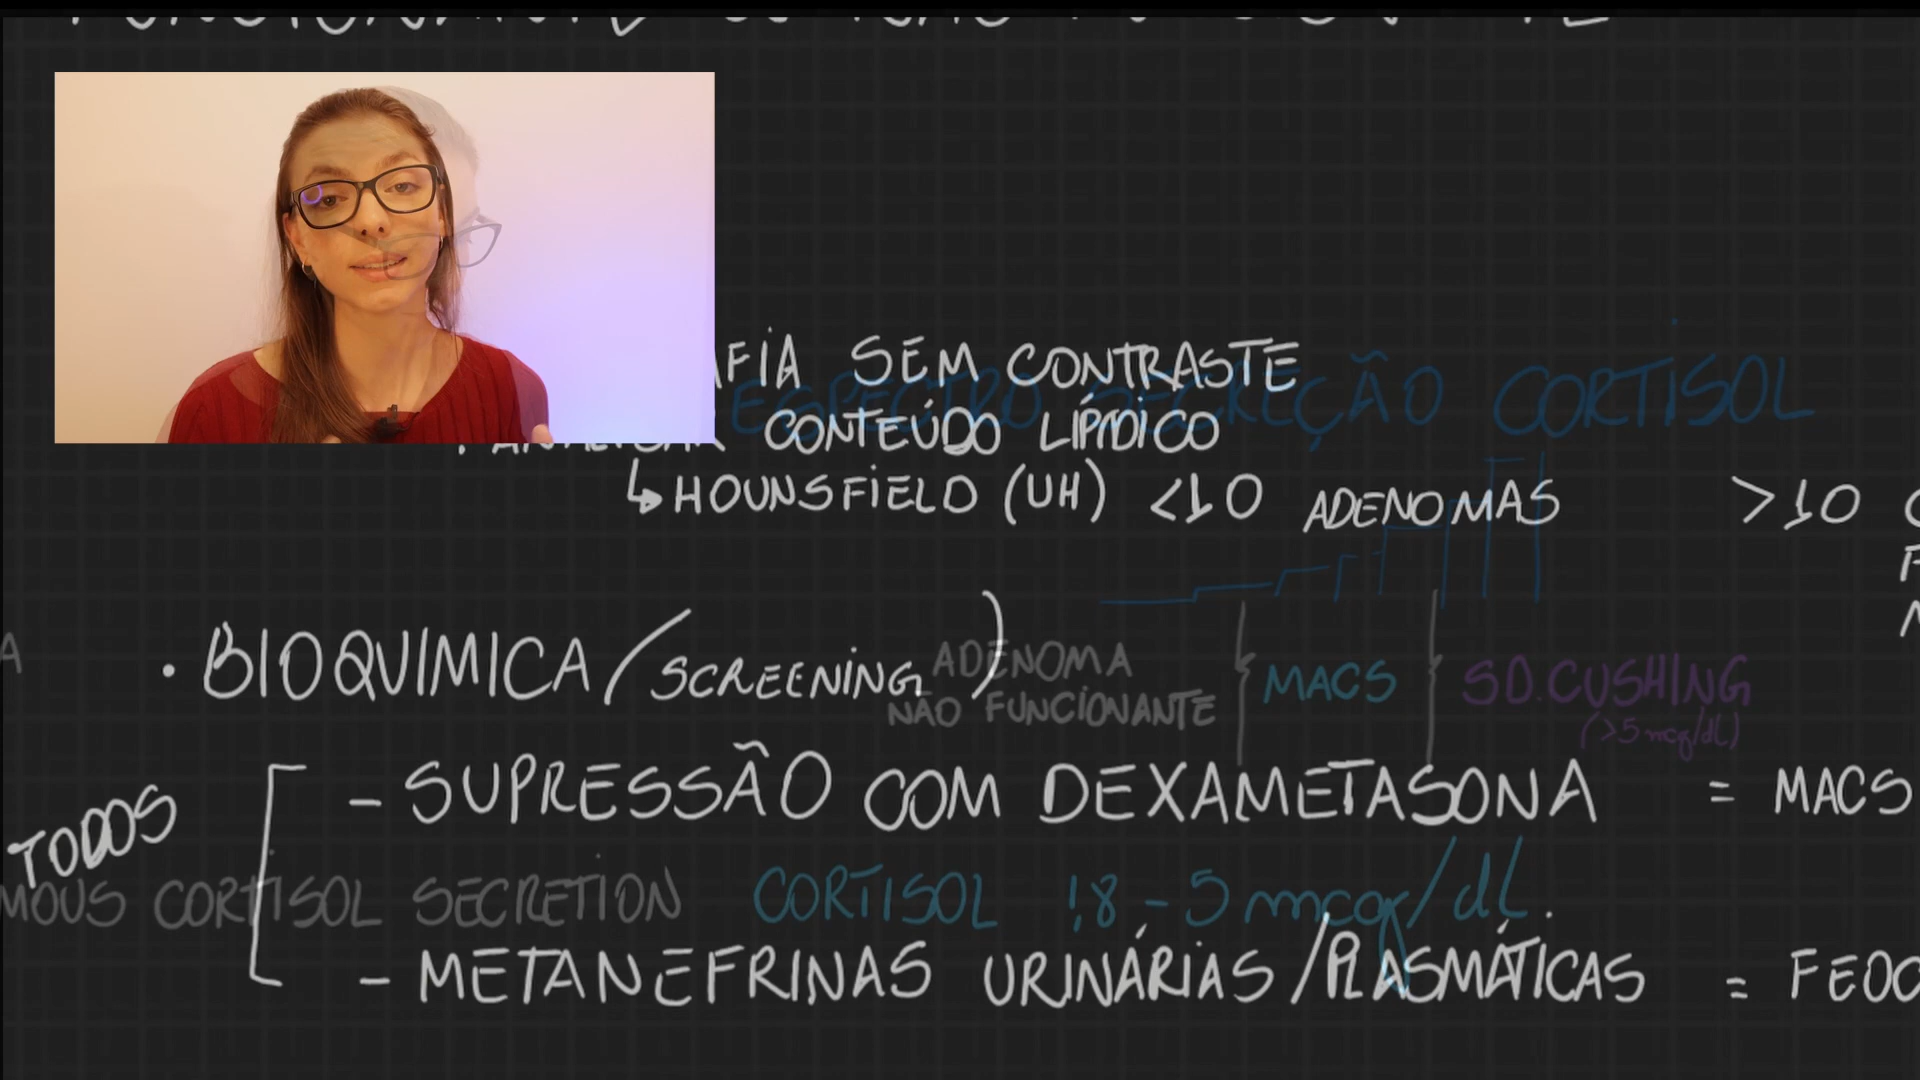 SEM CONTRASTE
ESPECTRO SECREÇÃO CORTISOL
CONTEÚDO LIPÍDICO
↳ HOUNSFIELD (UH) <10 ADENOMAS >10
• BIOQUIMICA/SCREENING)
ADENOMA
NÃO FUNCIONANTE
MACS
SD.CUSHING
(>5 mcg/dL)
TODOS
- SUPRESSÃO COM DEXAMETASONA = MACS
CORTISOL SECRETION CORTISOL 1,8 - 5 mcg/dL
- METANEFRINAS URINÁRIAS/PLASMÁTICAS =